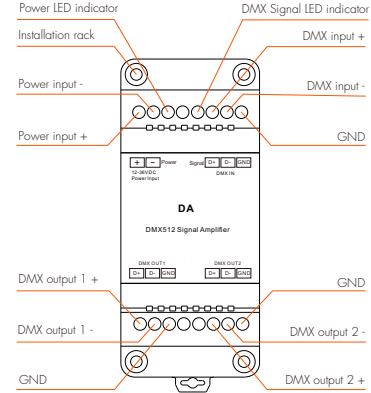 Power LED indicator
DMX Signal LED indicator
Installation rack
DMX input +
Power input -
DMX input -
Power input +
GND
+ − Power
Signal D+ D- GND
12-36VDC
Power Input
DMX IN
DA
DMX512 Signal Amplifier
DMX OUT1
DMX OUT2
D+ D- GND
D+ D- GND
DMX output 1 +
GND
DMX output 1 -
DMX output 2 -
GND
DMX output 2 +